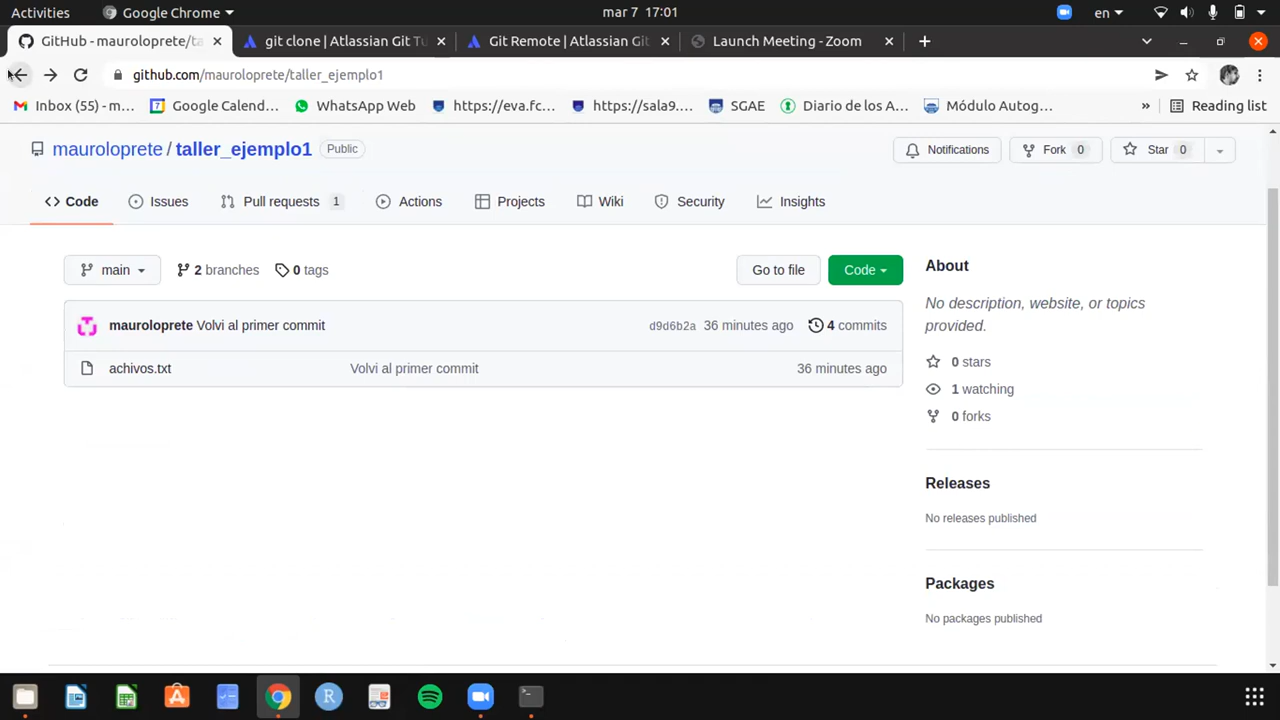 Activities Google Chrome mar 7 17:01 en
GitHub - mauroloprete/ta git clone | Atlassian Git Tu Git Remote | Atlassian Git Launch Meeting - Zoom
github.com/mauroloprete/taller_ejemplo1
Inbox (55) - m... Google Calend... WhatsApp Web https://eva.fc... https://sala9.... SGAE Diario de los A... Módulo Autog... » Reading list
mauroloprete / taller_ejemplo1 Public Notifications Fork 0 Star 0
Code Issues Pull requests 1 Actions Projects Wiki Security Insights
main 2 branches 0 tags Go to file Code
mauroloprete Volvi al primer commit d9d6b2a 36 minutes ago 4 commits
achivos.txt Volvi al primer commit 36 minutes ago
About
No description, website, or topics
provided.
0 stars
1 watching
0 forks
Releases
No releases published
Packages
No packages published